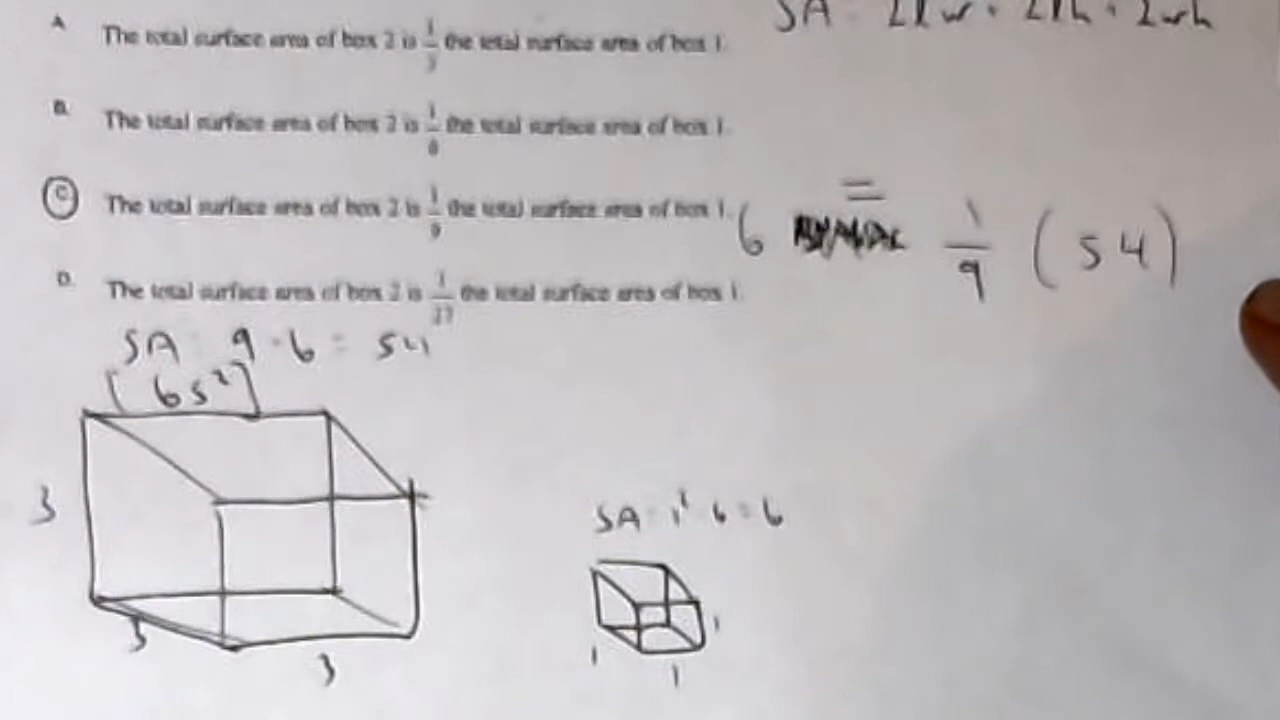 SA 2lw + 2lh + 2wh
A. The total surface area of box 2 is 1/3 the total surface area of box 1.
B. The total surface area of box 2 is 1/6 the total surface area of box 1.
C. The total surface area of box 2 is 1/9 the total surface area of box 1.
6 = 1/9 (54)
D. The total surface area of box 2 is 1/27 the total surface area of box 1.
SA 9 · 6 = 54
[6s²]
3
3
3
SA 1² 6 = 6
1
1
1